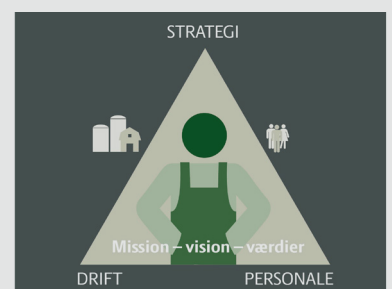 STRATEGI
Mission – vision – værdier
DRIFT PERSONALE